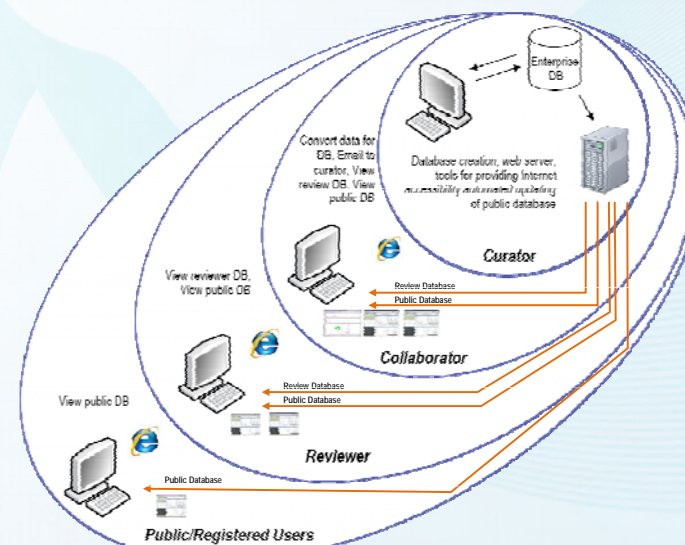 Enterprise
DB
Convert data for
DB, Email to
curator, View
review DB. View
public DB
Database creation, web server,
tools for providing Internet
accessibility automated updating
of public database
Curator
Review Database
Public Database
Collaborator
View reviewer DB,
View public DB
Review Database
Public Database
Reviewer
View public DB
Public Database
Public/Registered Users